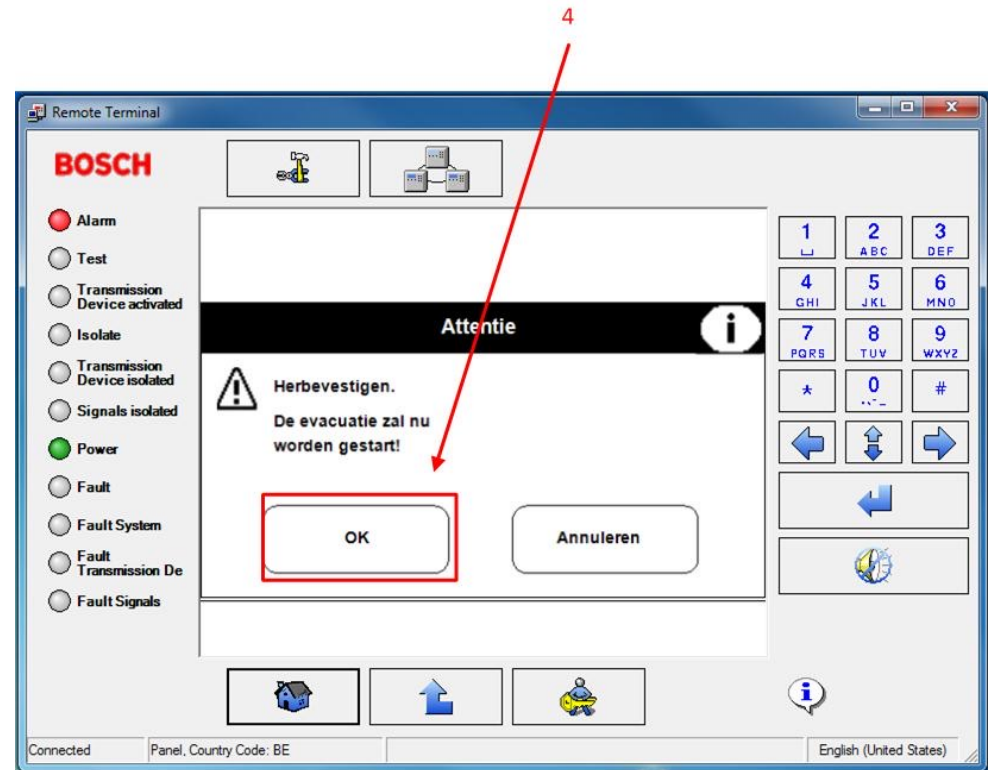 4
Remote Terminal
BOSCH
Alarm
Test
Transmission
Device activated
Isolate
Transmission
Device isolated
Signals isolated
Power
Fault
Fault System
Fault
Transmission De
Fault Signals
Attentie
i
Herbevestigen.
De evacuatie zal nu
worden gestart!
OK
Annuleren
1
2
ABC
3
DEF
4
GHI
5
JKL
6
MNO
7
PQRS
8
TUV
9
WXYZ
*
0
.,-_
#
i
Connected
Panel, Country Code: BE
English (United States)